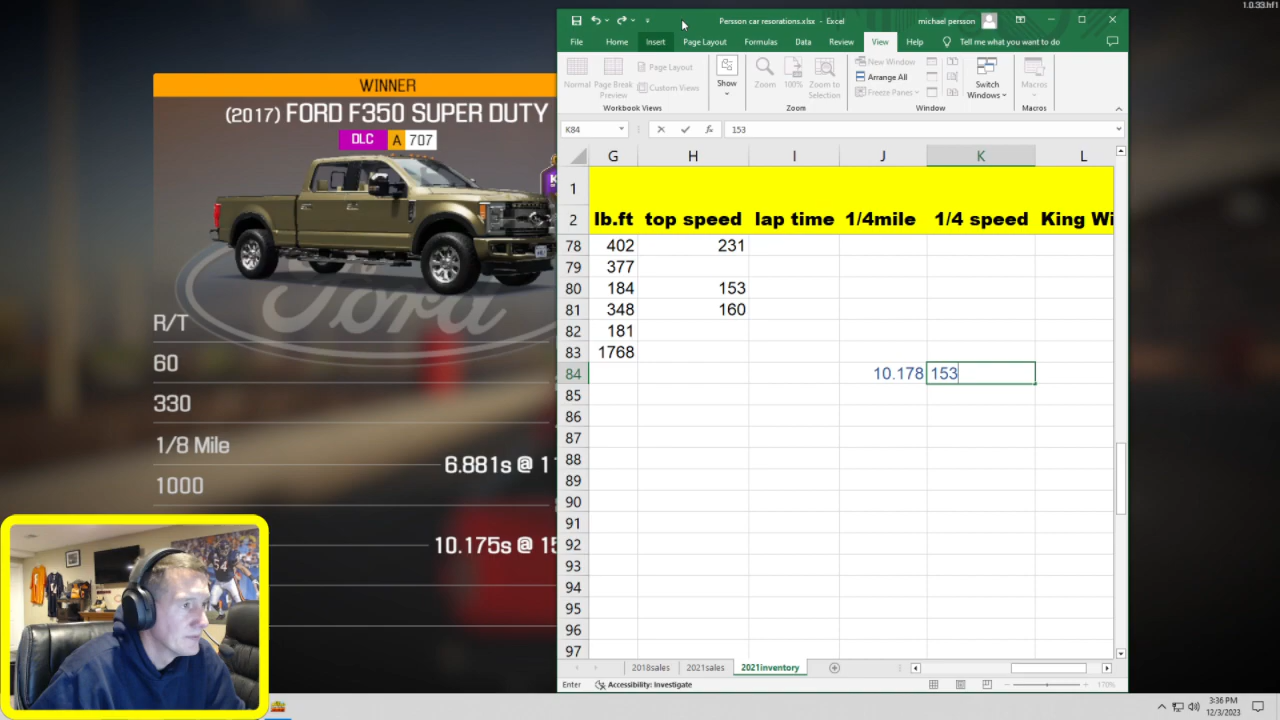 1.0.33.hf1
Persson car resorations.xlsx - Excel
michael persson
File Home Insert Page Layout Formulas Data Review View Help Tell me what you want to do
Normal Page Break Preview Page Layout Custom Views
Workbook Views
Show
Zoom 100% Zoom to Selection
Zoom
New Window Arrange All Freeze Panes
Switch Windows
Window
Macros
Macros
K84 fx 153
G H I J K L
1
2 lb.ft top speed lap time 1/4mile 1/4 speed King Wi
78 402 231
79 377
80 184 153
81 348 160
82 181
83 1768
84 10.178 153
85
86
87
88
89
90
91
92
93
94
95
96
97
2018sales 2021sales 2021inventory
Enter Accessibility: Investigate 170%
WINNER
(2017) FORD F350 SUPER DUTY
DLC A 707
Ford
R/T
60
330
1/8 Mile
6.881s @ 1
1000
10.175s @ 15
54
3:36 PM
12/3/2023